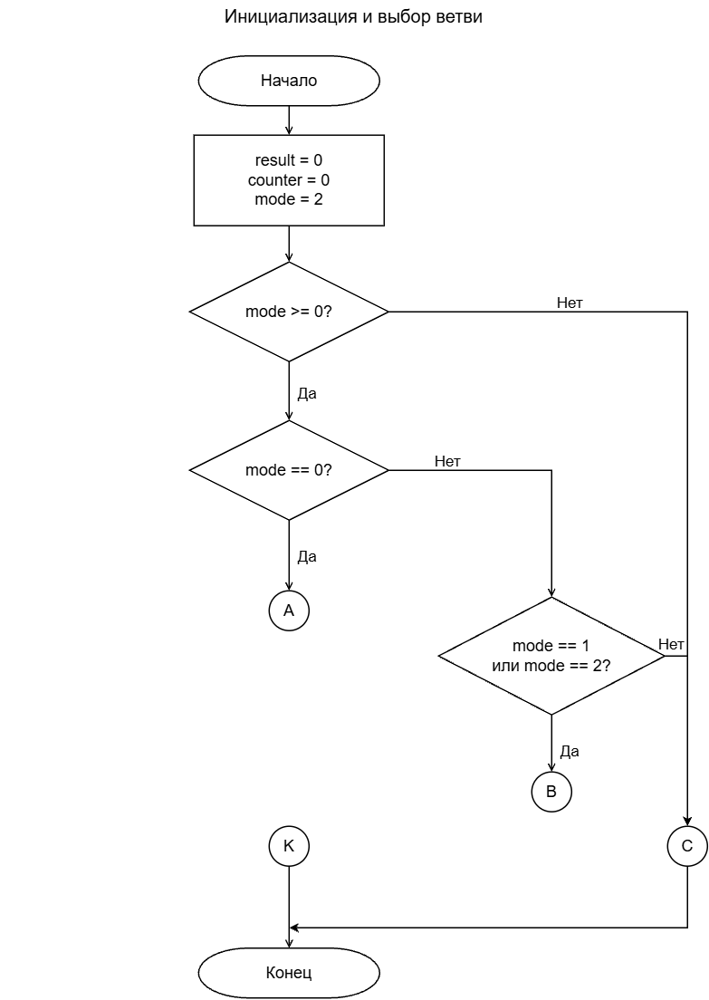 Инициализация и выбор ветви
Начало
result = 0
counter = 0
mode = 2
mode >= 0?
Нет
Да
mode == 0?
Нет
Да
A
mode == 1
или mode == 2?
Нет
Да
B
K
C
Конец